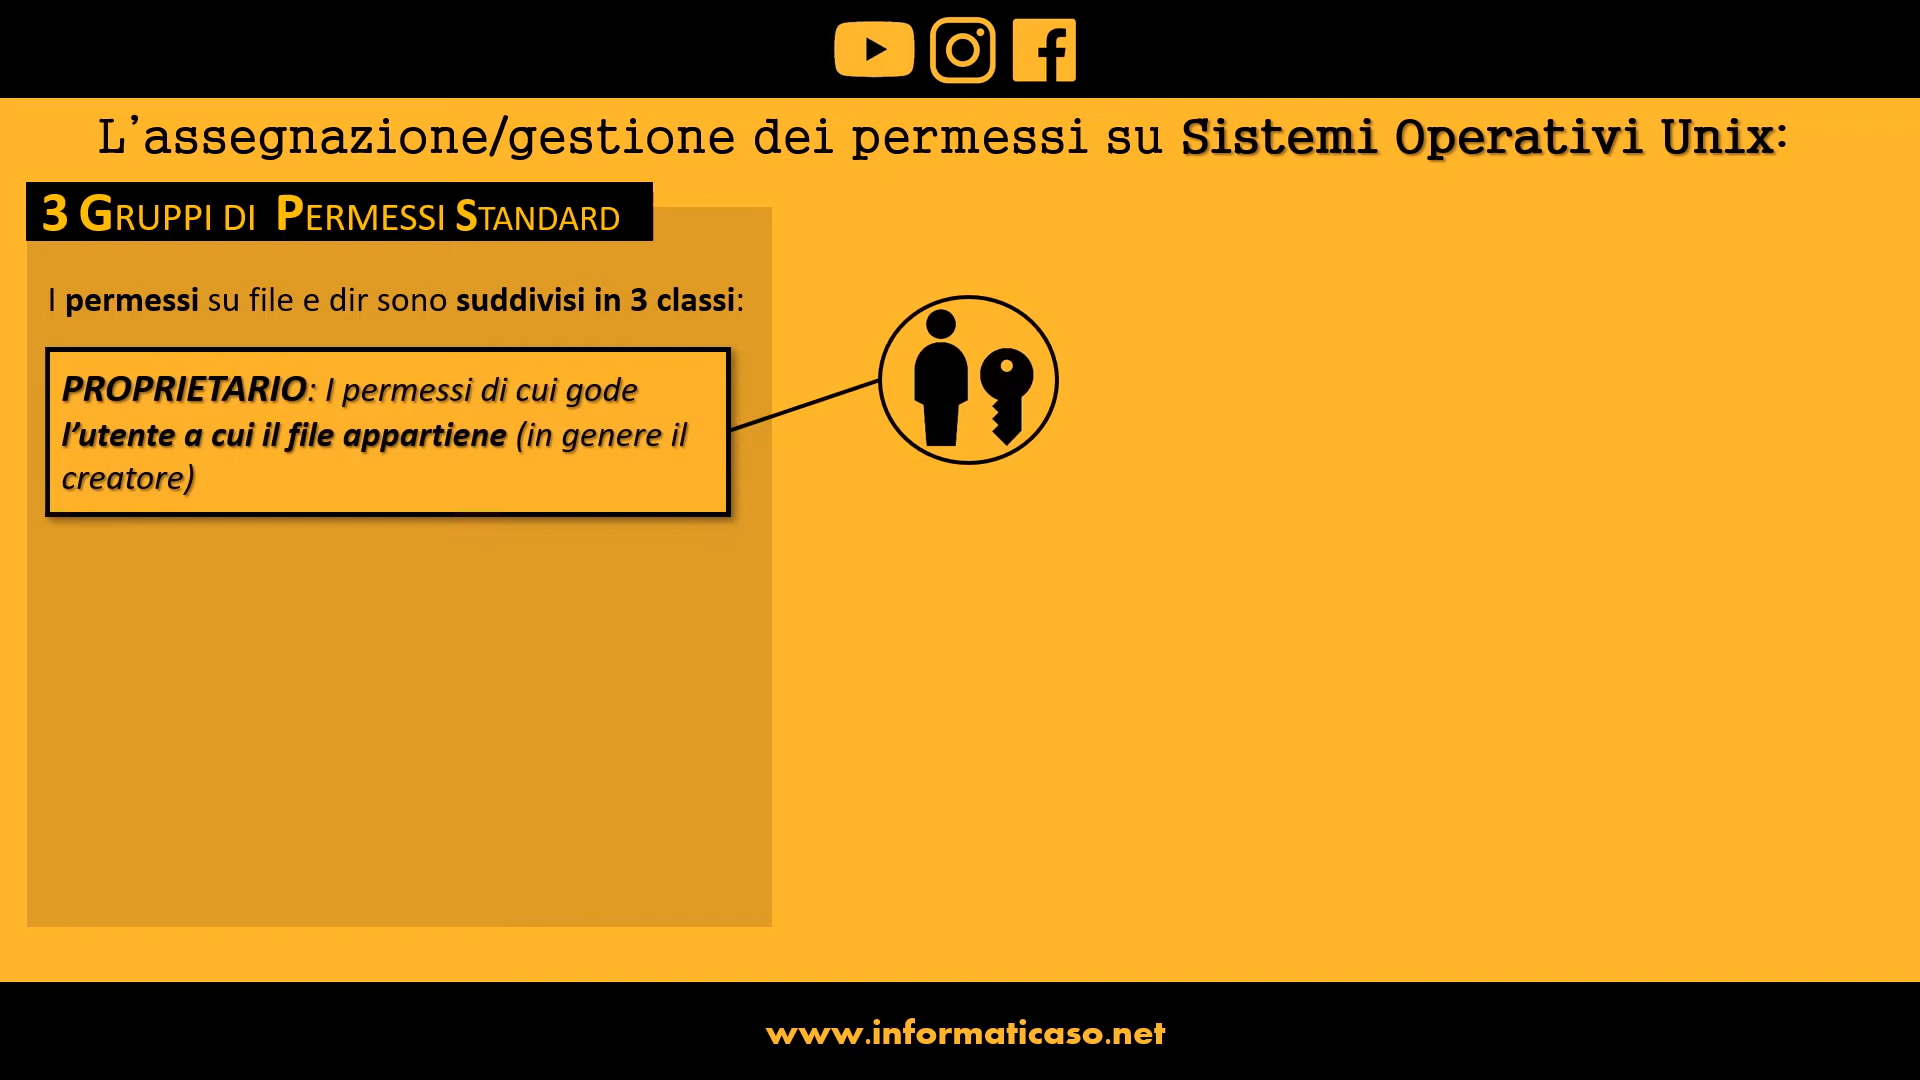 L’assegnazione/gestione dei permessi su Sistemi Operativi Unix:
3 GRUPPI DI PERMESSI STANDARD
I permessi su file e dir sono suddivisi in 3 classi:
PROPRIETARIO: I permessi di cui gode
l’utente a cui il file appartiene (in genere il
creatore)
www.informaticaso.net